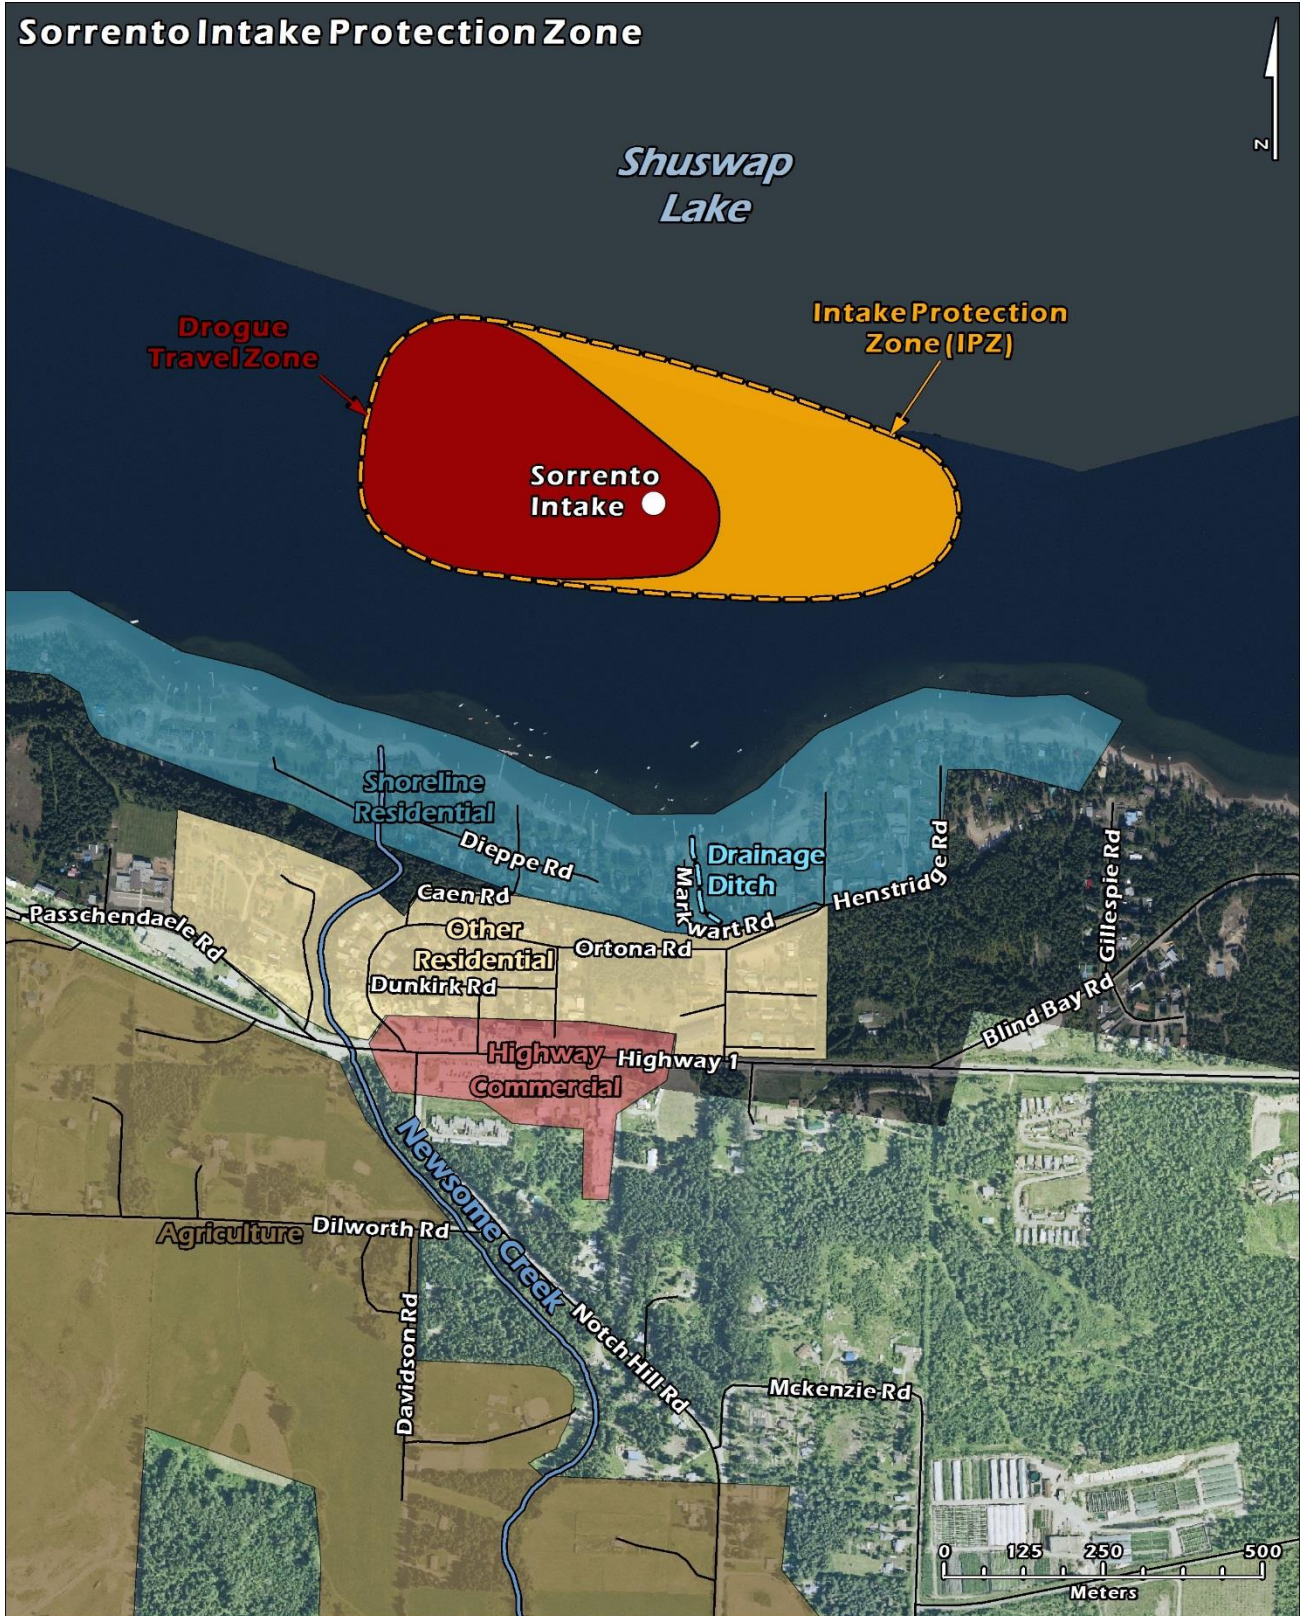 Sorrento Intake Protection Zone
N
Shuswap
Lake
Drogue
Travel Zone
Intake Protection
Zone (IPZ)
Sorrento
Intake
Shoreline
Residential
Dieppe Rd
Drainage
Ditch
Markwart Rd
Henstridge Rd
Gillespie Rd
Caen Rd
Passchendaele Rd
Other
Residential
Ortona Rd
Dunkirk Rd
Blind Bay Rd
Highway
Commercial
Highway 1
Newsome Creek
Agriculture
Dilworth Rd
Davidson Rd
Notch Hill Rd
Mckenzie Rd
0 125 250 500
Meters